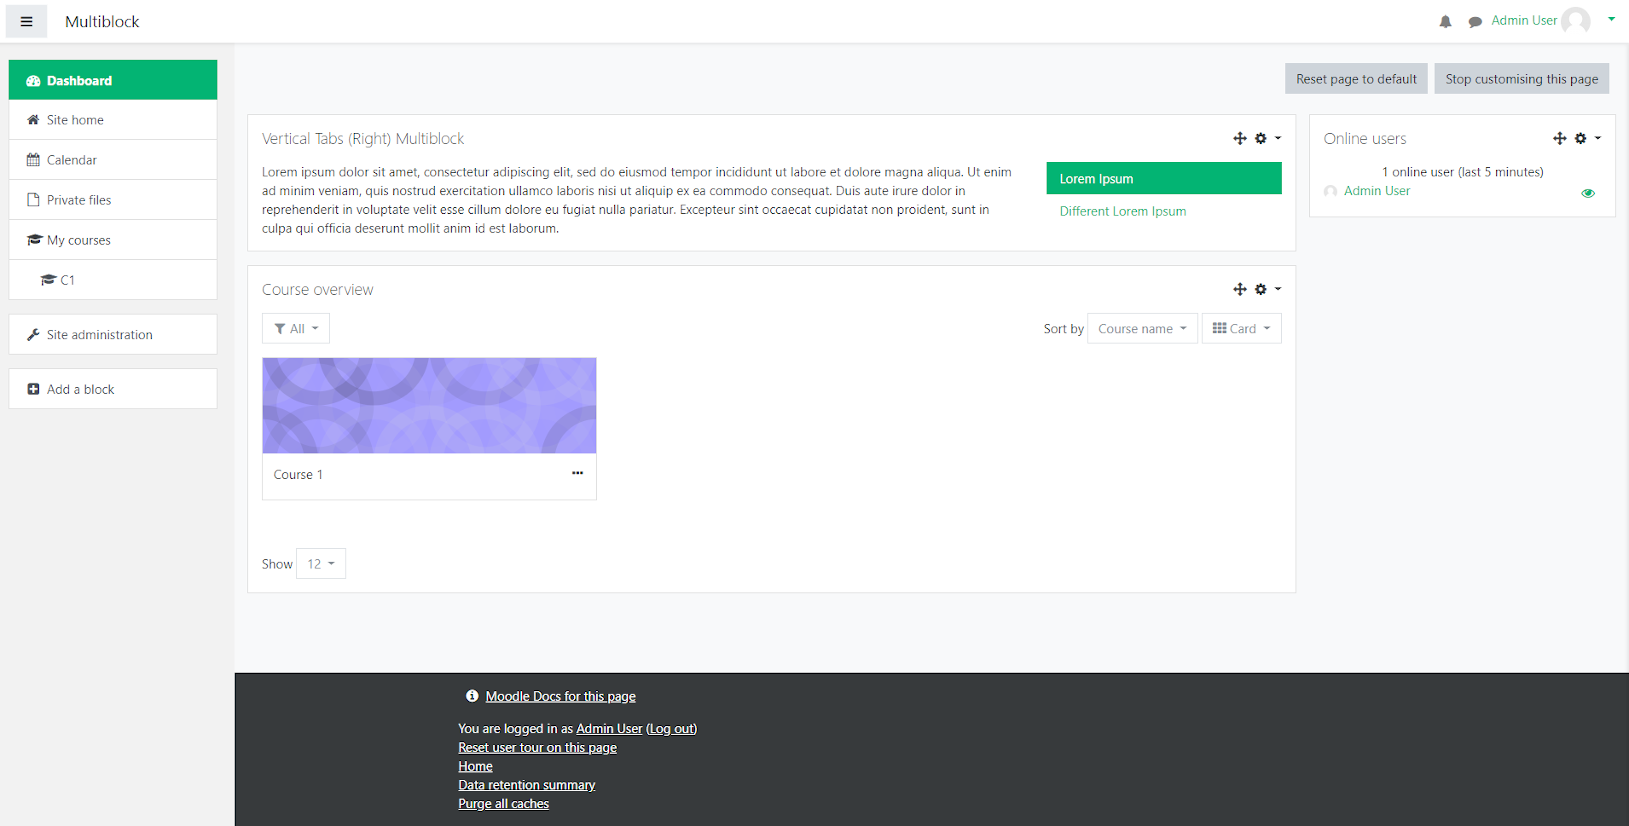 Multiblock
Admin User
Dashboard
Site home
Calendar
Private files
My courses
C1
Site administration
Add a block
Reset page to default
Stop customising this page
Vertical Tabs (Right) Multiblock
Lorem ipsum dolor sit amet, consectetur adipiscing elit, sed do eiusmod tempor incididunt ut labore et dolore magna aliqua. Ut enim
ad minim veniam, quis nostrud exercitation ullamco laboris nisi ut aliquip ex ea commodo consequat. Duis aute irure dolor in
reprehenderit in voluptate velit esse cillum dolore eu fugiat nulla pariatur. Excepteur sint occaecat cupidatat non proident, sunt in
culpa qui officia deserunt mollit anim id est laborum.
Lorem Ipsum
Different Lorem Ipsum
Online users
1 online user (last 5 minutes)
Admin User
Course overview
All
Sort by Course name Card
Course 1
Show 12
Moodle Docs for this page
You are logged in as Admin User (Log out)
Reset user tour on this page
Home
Data retention summary
Purge all caches